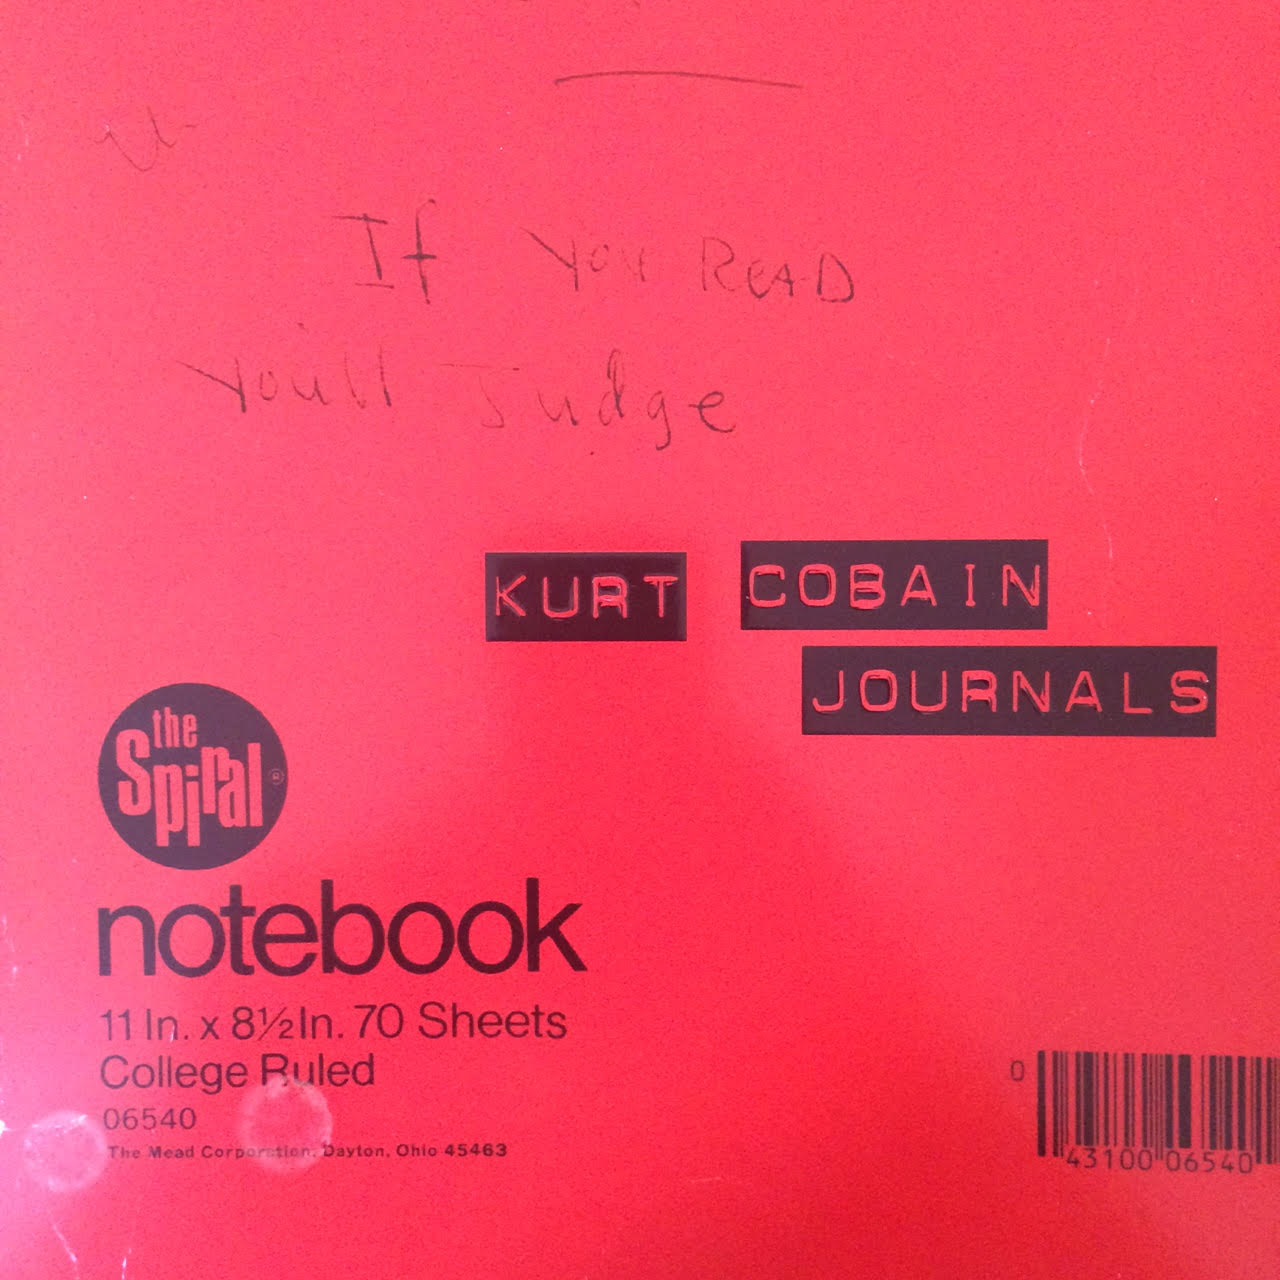 If You READ
You'll Judge
KURT COBAIN
JOURNALS
the
Spiral®
notebook
11 In. x 8½ In. 70 Sheets
College Ruled
06540
The Mead Corporation, Dayton, Ohio 45463
0 43100 06540